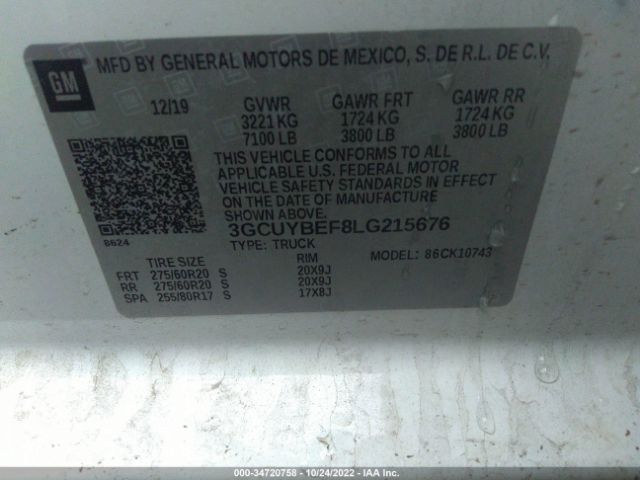 GM
MFD BY GENERAL MOTORS DE MEXICO, S. DE R.L. DE C.V.
12/19 GVWR GAWR FRT GAWR RR
3221 KG 1724 KG 1724 KG
7100 LB 3800 LB 3800 LB
THIS VEHICLE CONFORMS TO ALL
APPLICABLE U.S. FEDERAL MOTOR
VEHICLE SAFETY STANDARDS IN EFFECT
ON THE DATE OF MANUFACTURE
SHOWN ABOVE.
3GCUYBEF8LG215676
8624
TYPE: TRUCK MODEL: 86CK10743
TIRE SIZE RIM
FRT 275/60R20 S 20X9J
RR 275/60R20 S 20X9J
SPA 255/80R17 S 17X8J
000-34720758 - 10/24/2022 - IAA Inc.